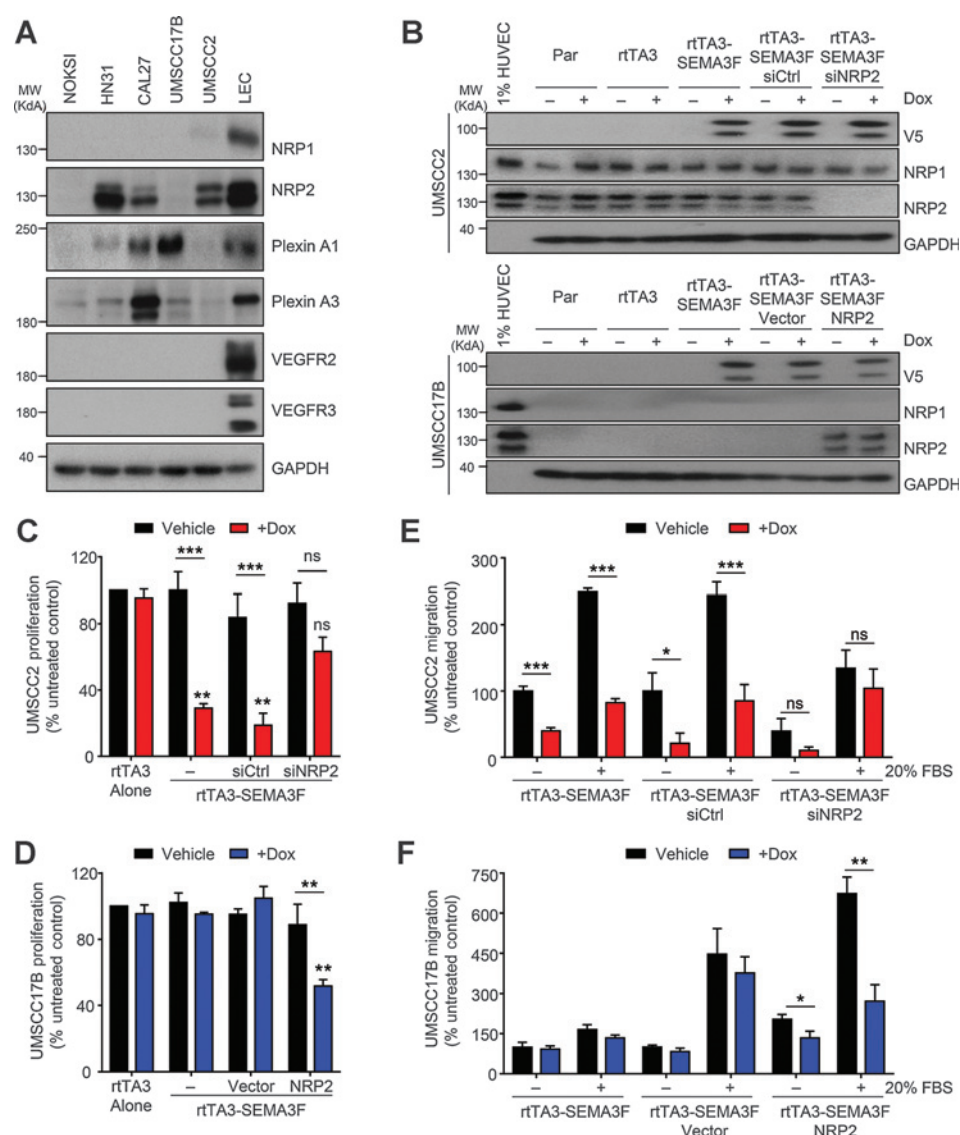 A
NOKSI
HN31
CAL27
UMSCC17B
UMSCC2
LEC
MW
(KdA)
130
NRP1
130
NRP2
250
Plexin A1
180
Plexin A3
180
VEGFR2
180
VEGFR3
40
GAPDH
B
MW
(KdA)
1% HUVEC
Par
rtTA3
rtTA3-
SEMA3F
rtTA3-
SEMA3F
siCtrl
rtTA3-
SEMA3F
siNRP2
– + – + – + – + – + Dox
UMSCC2
100
V5
130
NRP1
130
NRP2
40
GAPDH
MW
(KdA)
1% HUVEC
Par
rtTA3
rtTA3-
SEMA3F
rtTA3-
SEMA3F
Vector
rtTA3-
SEMA3F
NRP2
– + – + – + – + – + Dox
UMSCC17B
100
V5
130
NRP1
130
NRP2
40
GAPDH
C
Vehicle +Dox
UMSCC2 proliferation
(% untreated control)
120
80
40
0
*** *** ns
** ** ns
rtTA3
Alone
– siCtrl siNRP2
rtTA3-SEMA3F
E
Vehicle +Dox
UMSCC2 migration
(% untreated control)
300
200
100
0
*** *** * *** ns ns
– + – + – + 20% FBS
rtTA3-SEMA3F
rtTA3-SEMA3F
siCtrl
rtTA3-SEMA3F
siNRP2
D
Vehicle +Dox
UMSCC17B proliferation
(% untreated control)
120
80
40
0
**
**
rtTA3
Alone
– Vector NRP2
rtTA3-SEMA3F
F
Vehicle +Dox
UMSCC17B migration
(% untreated control)
750
600
450
300
150
0
* **
– + – + – + 20% FBS
rtTA3-SEMA3F
rtTA3-SEMA3F
Vector
rtTA3-SEMA3F
NRP2